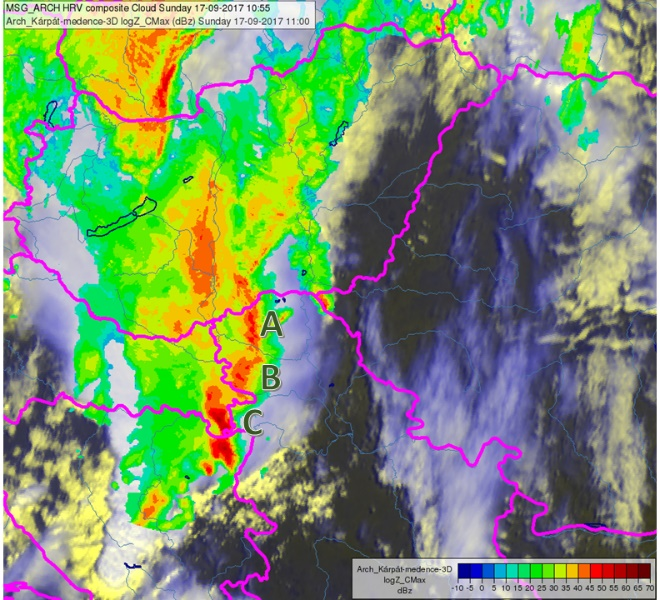 MSG_ARCH HRV composite Cloud Sunday 17-09-2017 10:55
Arch_Kárpát-medence-3D logZ_CMax (dBz) Sunday 17-09-2017 11:00
A
B
C
Arch_Kárpát-medence-3D
logZ_CMax
dBz
-10 -5 0 5 10 15 20 25 30 35 40 45 50 55 60 65 70